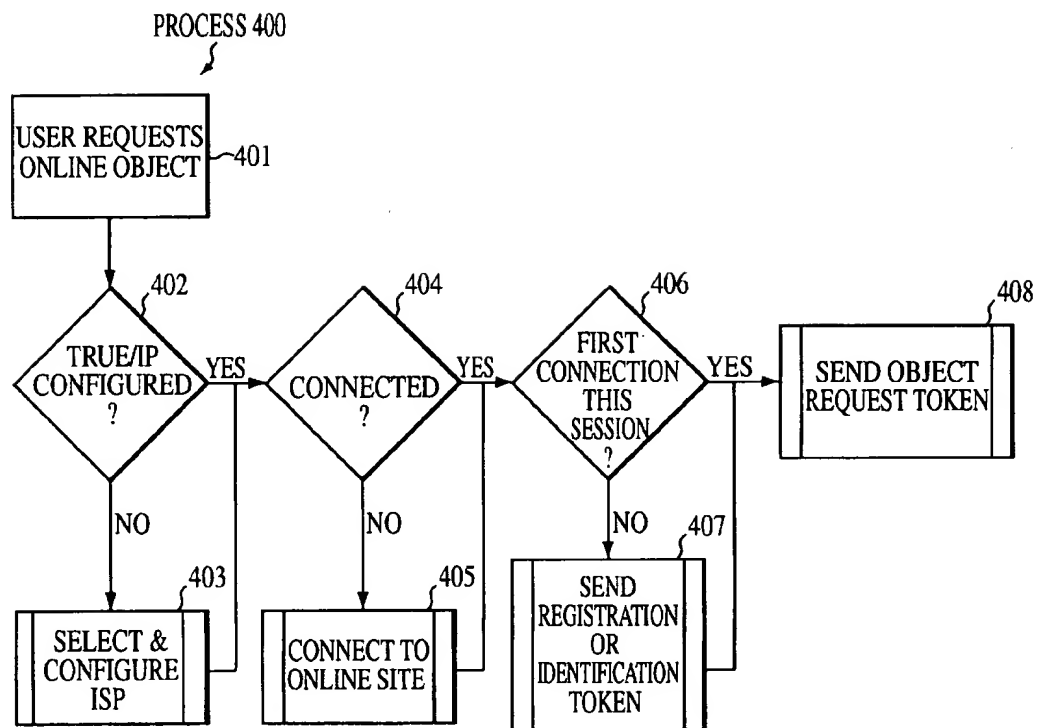 PROCESS 400
USER REQUESTS
ONLINE OBJECT
401
402
TRUE/IP
CONFIGURED
?
YES
NO
403
SELECT &
CONFIGURE
ISP
404
CONNECTED
?
YES
NO
405
CONNECT TO
ONLINE SITE
406
FIRST
CONNECTION
THIS
SESSION
?
YES
NO
407
SEND
REGISTRATION
OR
IDENTIFICATION
TOKEN
408
SEND OBJECT
REQUEST TOKEN